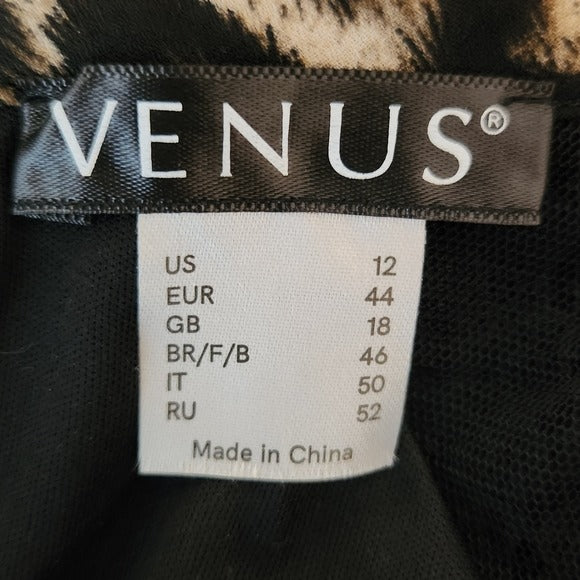 VENUS®
US 12
EUR 44
GB 18
BR/F/B 46
IT 50
RU 52
Made in China